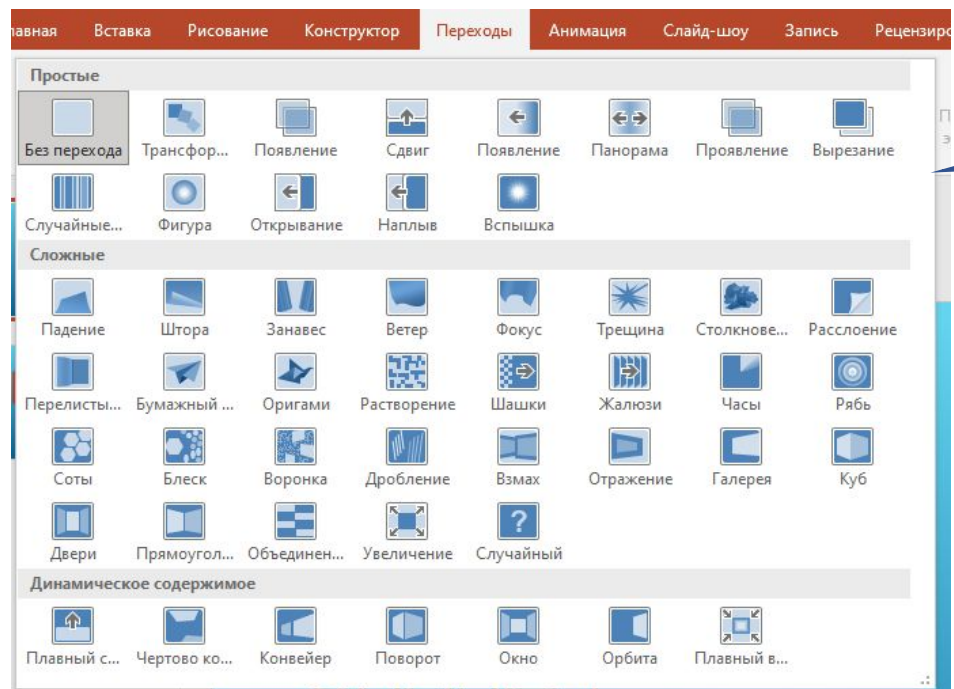 лавная Вставка Рисование Конструктор Переходы Анимация Слайд-шоу Запись Рецензиро
Простые
Без перехода Трансфор... Появление Сдвиг Появление Панорама Проявление Вырезание
Случайные... Фигура Открывание Наплыв Вспышка
Сложные
Падение Штора Занавес Ветер Фокус Трещина Столкнове... Расслоение
Перелисты... Бумажный ... Оригами Растворение Шашки Жалюзи Часы Рябь
Соты Блеск Воронка Дробление Взмах Отражение Галерея Куб
Двери Прямоугол... Объединен... Увеличение Случайный
Динамическое содержимое
Плавный с... Чертово ко... Конвейер Поворот Окно Орбита Плавный в...